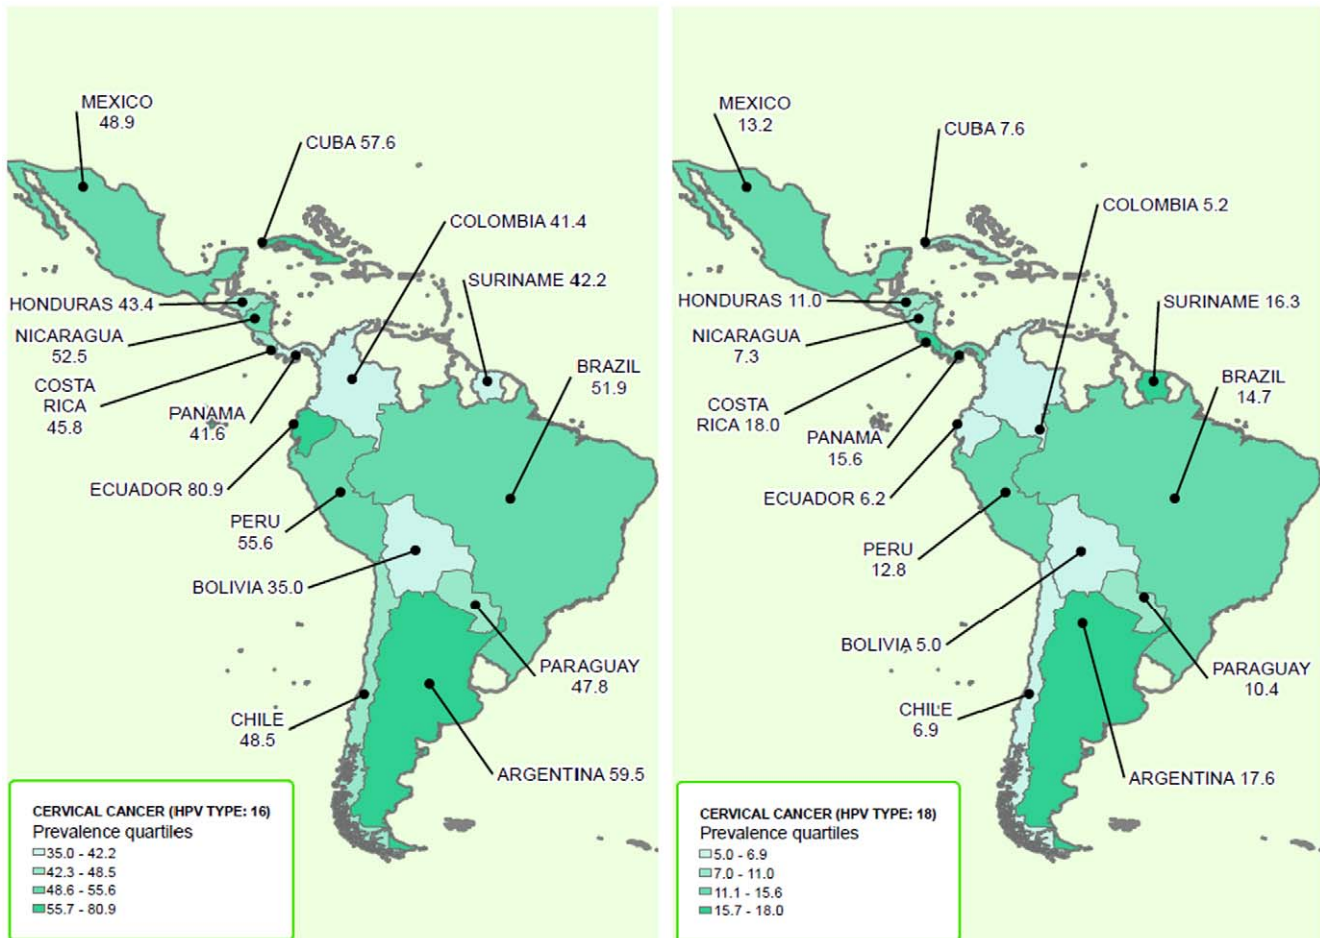 MEXICO
48.9
CUBA 57.6
COLOMBIA 41.4
SURINAME 42.2
HONDURAS 43.4
NICARAGUA
52.5
COSTA
RICA
45.8
PANAMA
41.6
BRAZIL
51.9
ECUADOR 80.9
PERU
55.6
BOLIVIA 35.0
PARAGUAY
47.8
CHILE
48.5
ARGENTINA 59.5
CERVICAL CANCER (HPV TYPE: 16)
Prevalence quartiles
35.0 - 42.2
42.3 - 48.5
48.6 - 55.6
55.7 - 80.9
MEXICO
13.2
CUBA 7.6
COLOMBIA 5.2
SURINAME 16.3
HONDURAS 11.0
NICARAGUA
7.3
COSTA
RICA 18.0
PANAMA
15.6
BRAZIL
14.7
ECUADOR 6.2
PERU
12.8
BOLIVIA 5.0
PARAGUAY
10.4
CHILE
6.9
ARGENTINA 17.6
CERVICAL CANCER (HPV TYPE: 18)
Prevalence quartiles
5.0 - 6.9
7.0 - 11.0
11.1 - 15.6
15.7 - 18.0